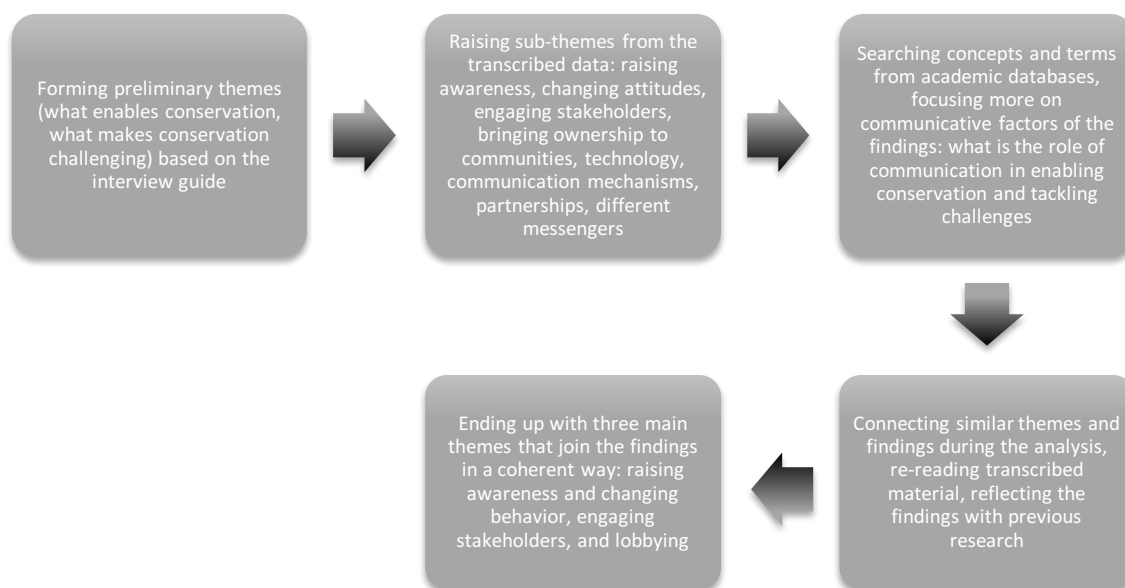 Forming preliminary themes
(what enables conservation,
what makes conservation
challenging) based on the
interview guide
Raising sub-themes from the
transcribed data: raising
awareness, changing attitudes,
engaging stakeholders,
bringing ownership to
communities, technology,
communication mechanisms,
partnerships, different
messengers
Searching concepts and terms
from academic databases,
focusing more on
communicative factors of the
findings: what is the role of
communication in enabling
conservation and tackling
challenges
Connecting similar themes and
findings during the analysis,
re-reading transcribed
material, reflecting the
findings with previous
research
Ending up with three main
themes that join the findings
in a coherent way: raising
awareness and changing
behavior, engaging
stakeholders, and lobbying